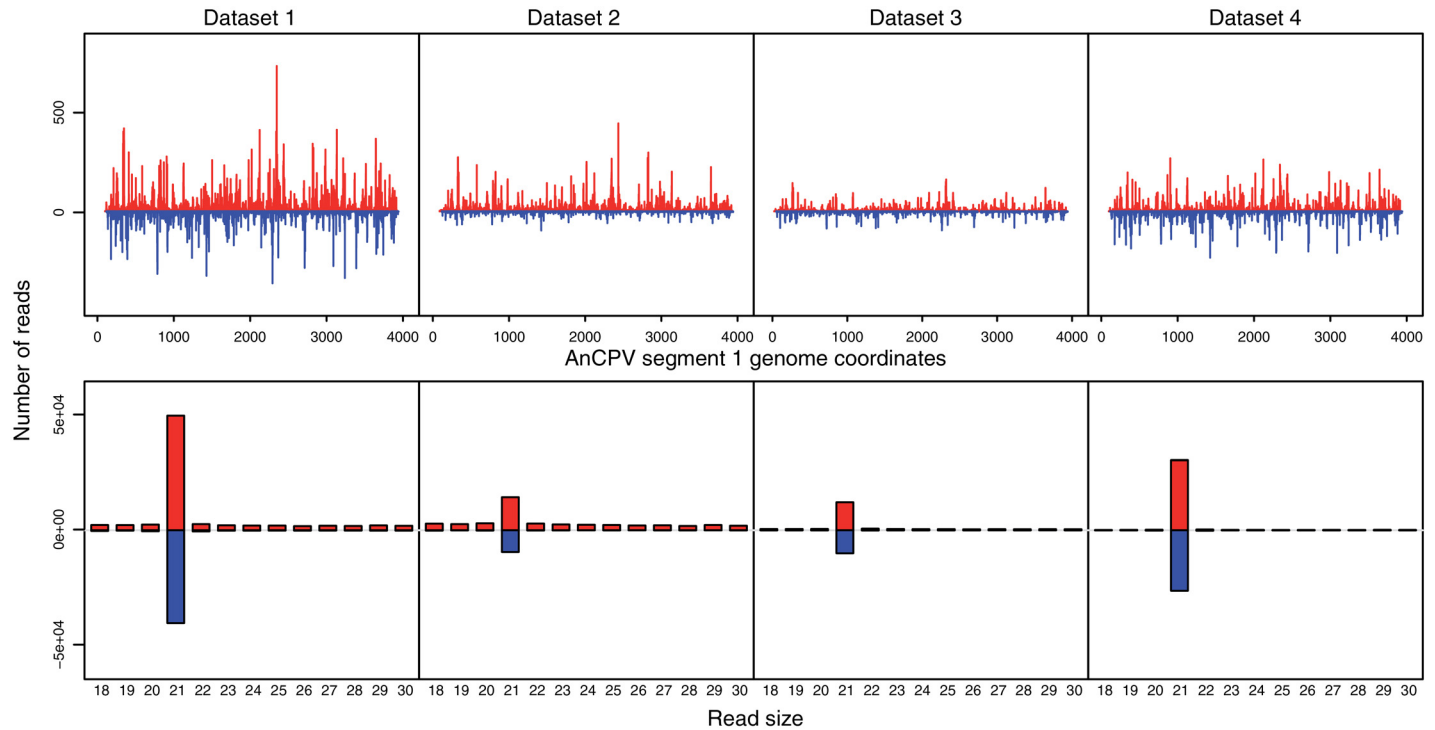 Dataset 1 Dataset 2 Dataset 3 Dataset 4
500
0
0 1000 2000 3000 4000 0 1000 2000 3000 4000 0 1000 2000 3000 4000 0 1000 2000 3000 4000
AnCPV segment 1 genome coordinates
Number of reads
5e+04
0e+00
−5e+04
18 19 20 21 22 23 24 25 26 27 28 29 30 18 19 20 21 22 23 24 25 26 27 28 29 30 18 19 20 21 22 23 24 25 26 27 28 29 30 18 19 20 21 22 23 24 25 26 27 28 29 30
Read size